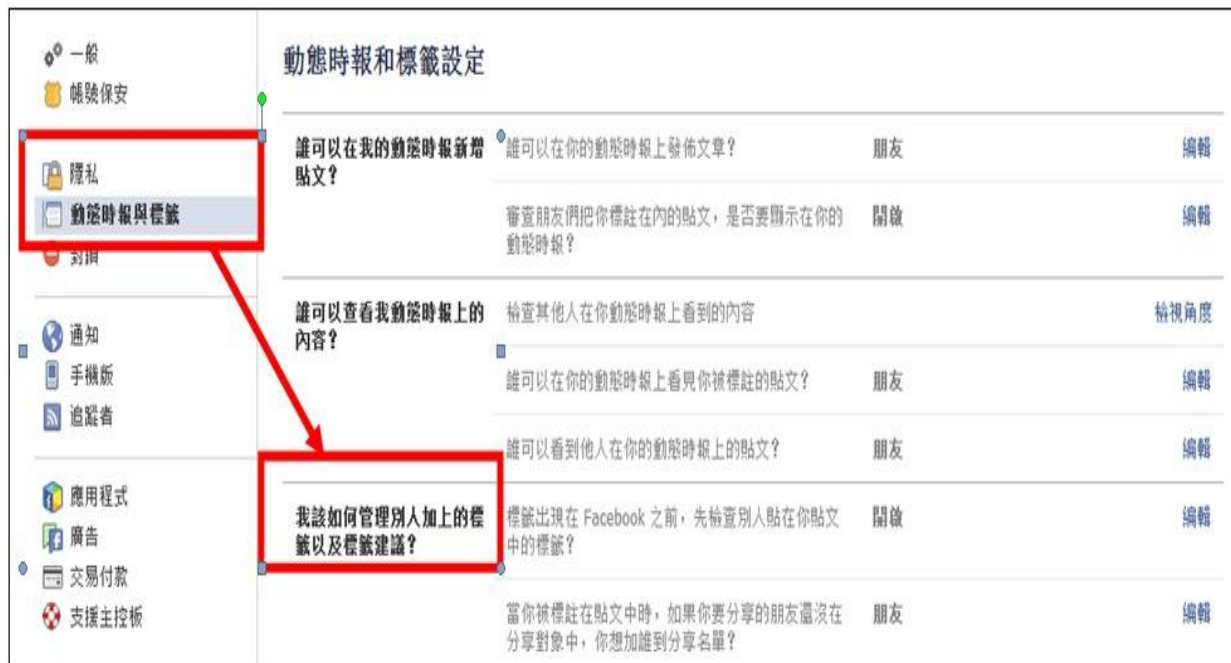 一般
帳號保安
隱私
動態時報與標籤
封鎖
通知
手機版
追蹤者
應用程式
廣告
交易付款
支援主控板
動態時報和標籤設定
誰可以在我的動態時報新增
貼文？
誰可以在你的動態時報上發佈文章？
朋友
編輯
審查朋友們把你標註在內的貼文，是否要顯示在你的
動態時報？
開啟
編輯
誰可以查看我動態時報上的
內容？
檢查其他人在你動態時報上看到的內容
檢視角度
誰可以在你的動態時報上看見你被標註的貼文？
朋友
編輯
誰可以看到他人在你的動態時報上的貼文？
朋友
編輯
我該如何管理別人加上的標
籤以及標籤建議？
標籤出現在 Facebook 之前，先檢查別人貼在你貼文
中的標籤？
開啟
編輯
當你被標註在貼文中時，如果你要分享的朋友還沒在
分享對象中，你想加誰到分享名單？
朋友
編輯